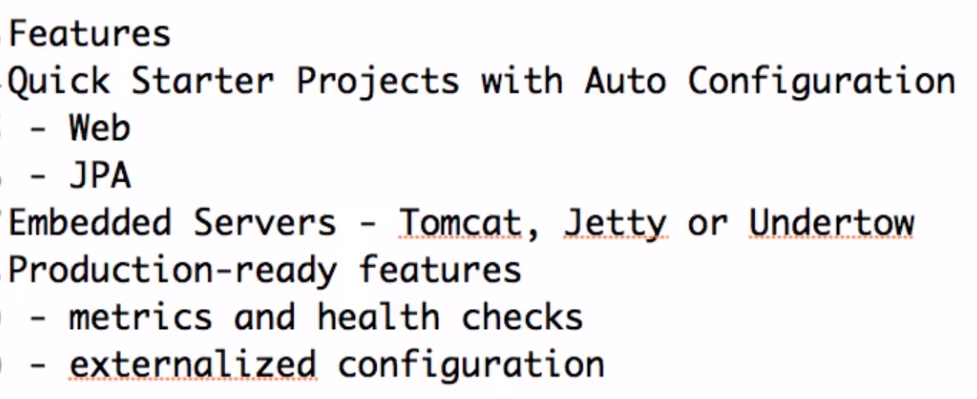 Features
Quick Starter Projects with Auto Configuration
- Web
- JPA
Embedded Servers - Tomcat, Jetty or Undertow
Production-ready features
- metrics and health checks
- externalized configuration